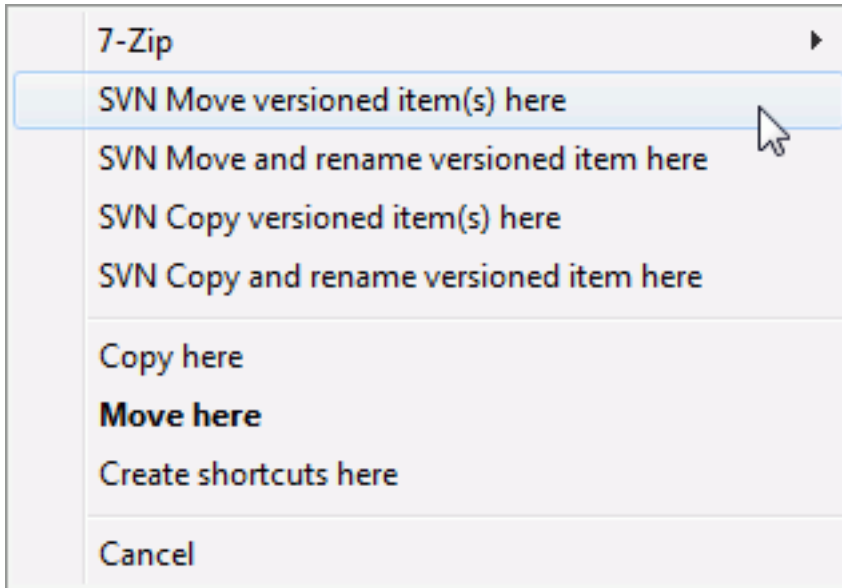 7-Zip
SVN Move versioned item(s) here
SVN Move and rename versioned item here
SVN Copy versioned item(s) here
SVN Copy and rename versioned item here
Copy here
Move here
Create shortcuts here
Cancel